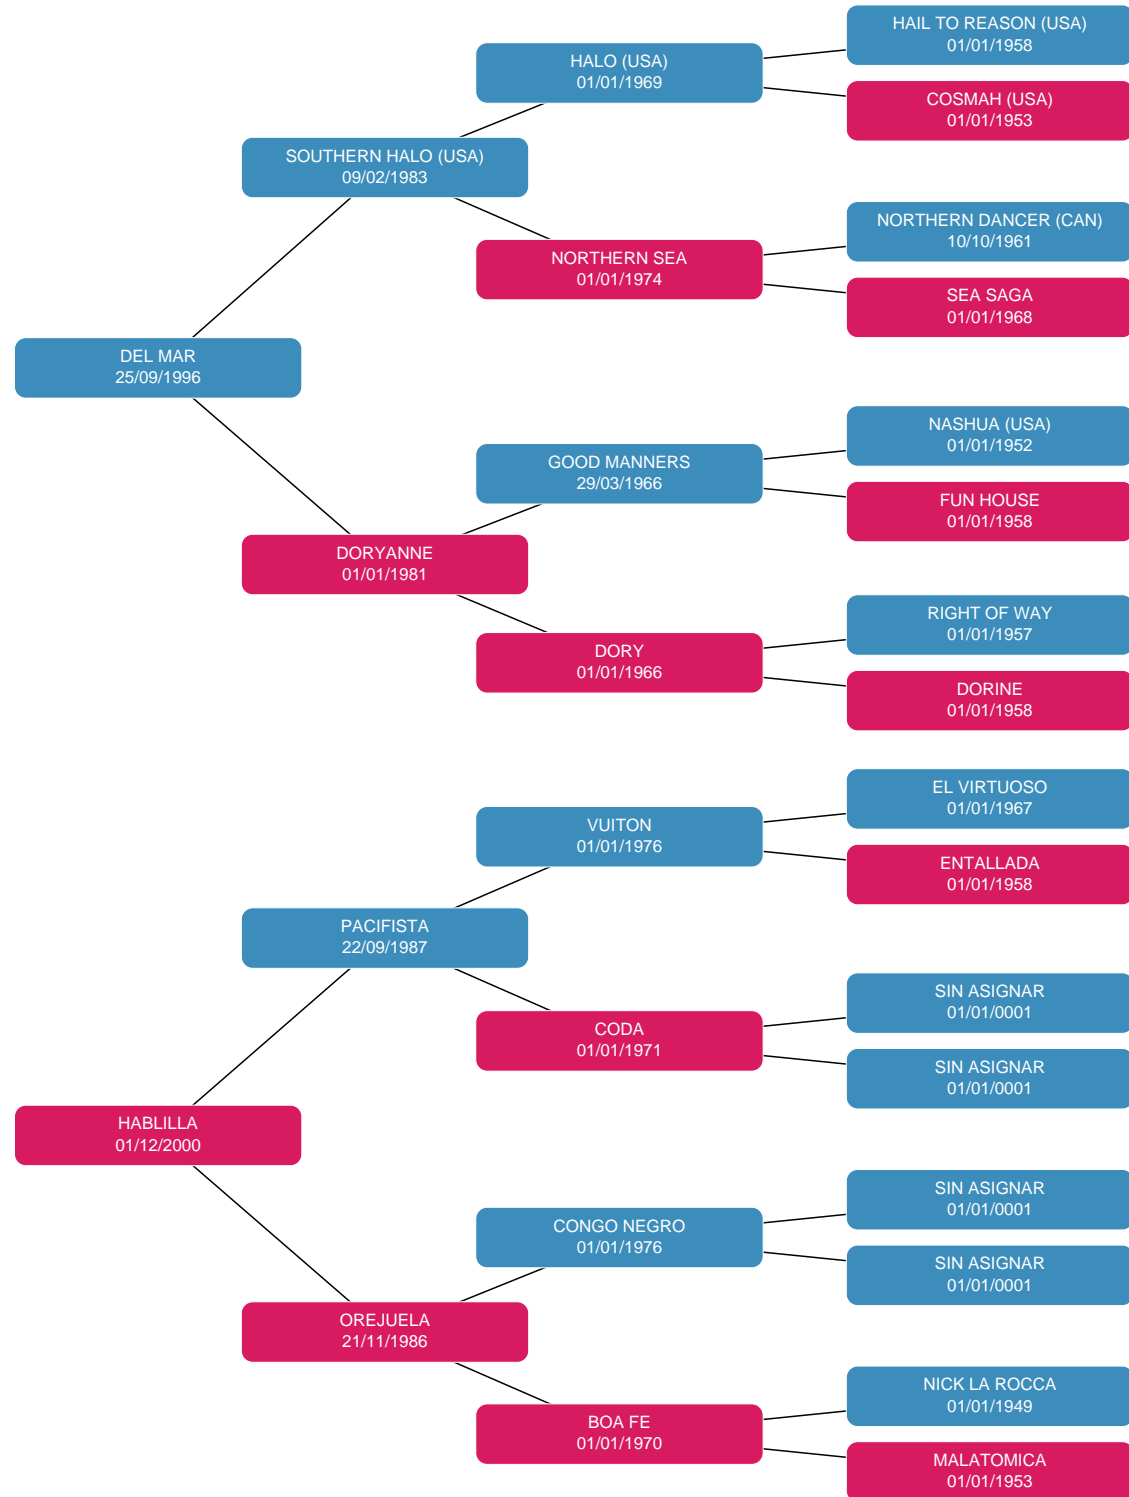 HAIL TO REASON (USA)
01/01/1958
HALO (USA)
01/01/1969
COSMAH (USA)
01/01/1953
SOUTHERN HALO (USA)
09/02/1983
NORTHERN DANCER (CAN)
10/10/1961
NORTHERN SEA
01/01/1974
SEA SAGA
01/01/1968
DEL MAR
25/09/1996
NASHUA (USA)
01/01/1952
GOOD MANNERS
29/03/1966
FUN HOUSE
01/01/1958
DORYANNE
01/01/1981
RIGHT OF WAY
01/01/1957
DORY
01/01/1966
DORINE
01/01/1958
EL VIRTUOSO
01/01/1967
VUITON
01/01/1976
ENTALLADA
01/01/1958
PACIFISTA
22/09/1987
SIN ASIGNAR
01/01/0001
CODA
01/01/1971
SIN ASIGNAR
01/01/0001
HABLILLA
01/12/2000
SIN ASIGNAR
01/01/0001
CONGO NEGRO
01/01/1976
SIN ASIGNAR
01/01/0001
OREJUELA
21/11/1986
NICK LA ROCCA
01/01/1949
BOA FE
01/01/1970
MALATOMICA
01/01/1953